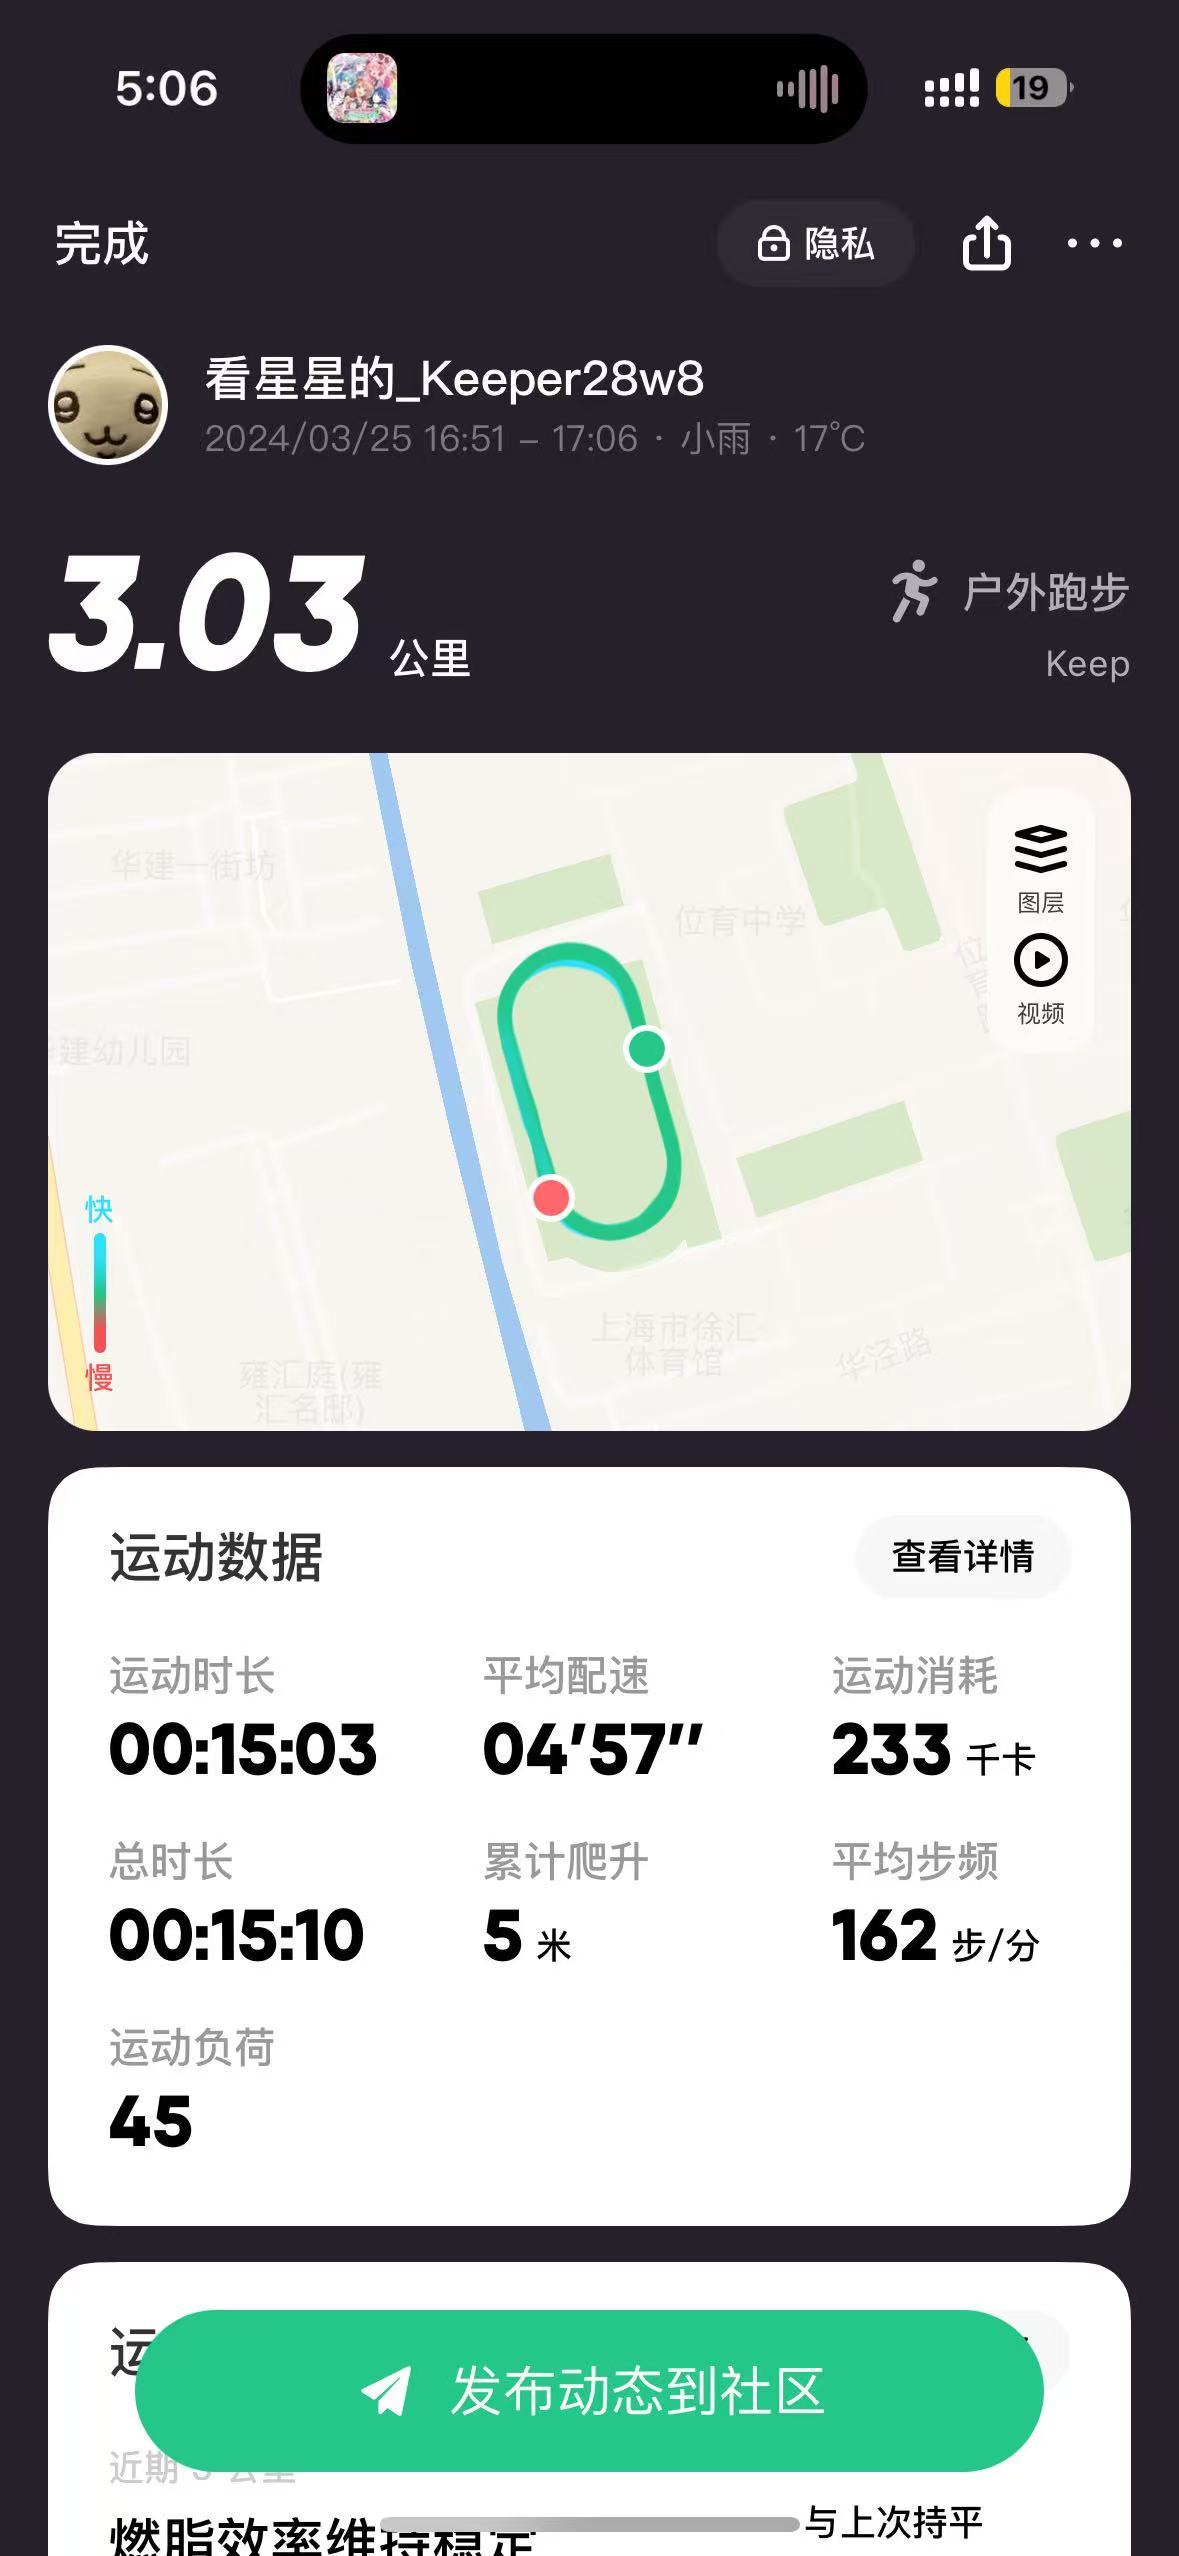 5:06
19
完成
隐私
看星星的_Keeper28w8
2024/03/25 16:51 – 17:06 · 小雨 · 17°C
3.03 公里
户外跑步
Keep
华建一街坊
位育中学
图层
视频
建幼儿园
快
慢
上海市徐汇
体育馆
华泾路
雍汇庭(雍
汇名邸)
运动数据
查看详情
运动时长
平均配速
运动消耗
00:15:03
04'57''
233 千卡
总时长
累计爬升
平均步频
00:15:10
5 米
162 步/分
运动负荷
45
运
发布动态到社区
近期 3 公里
燃脂效率维持稳定
与上次持平